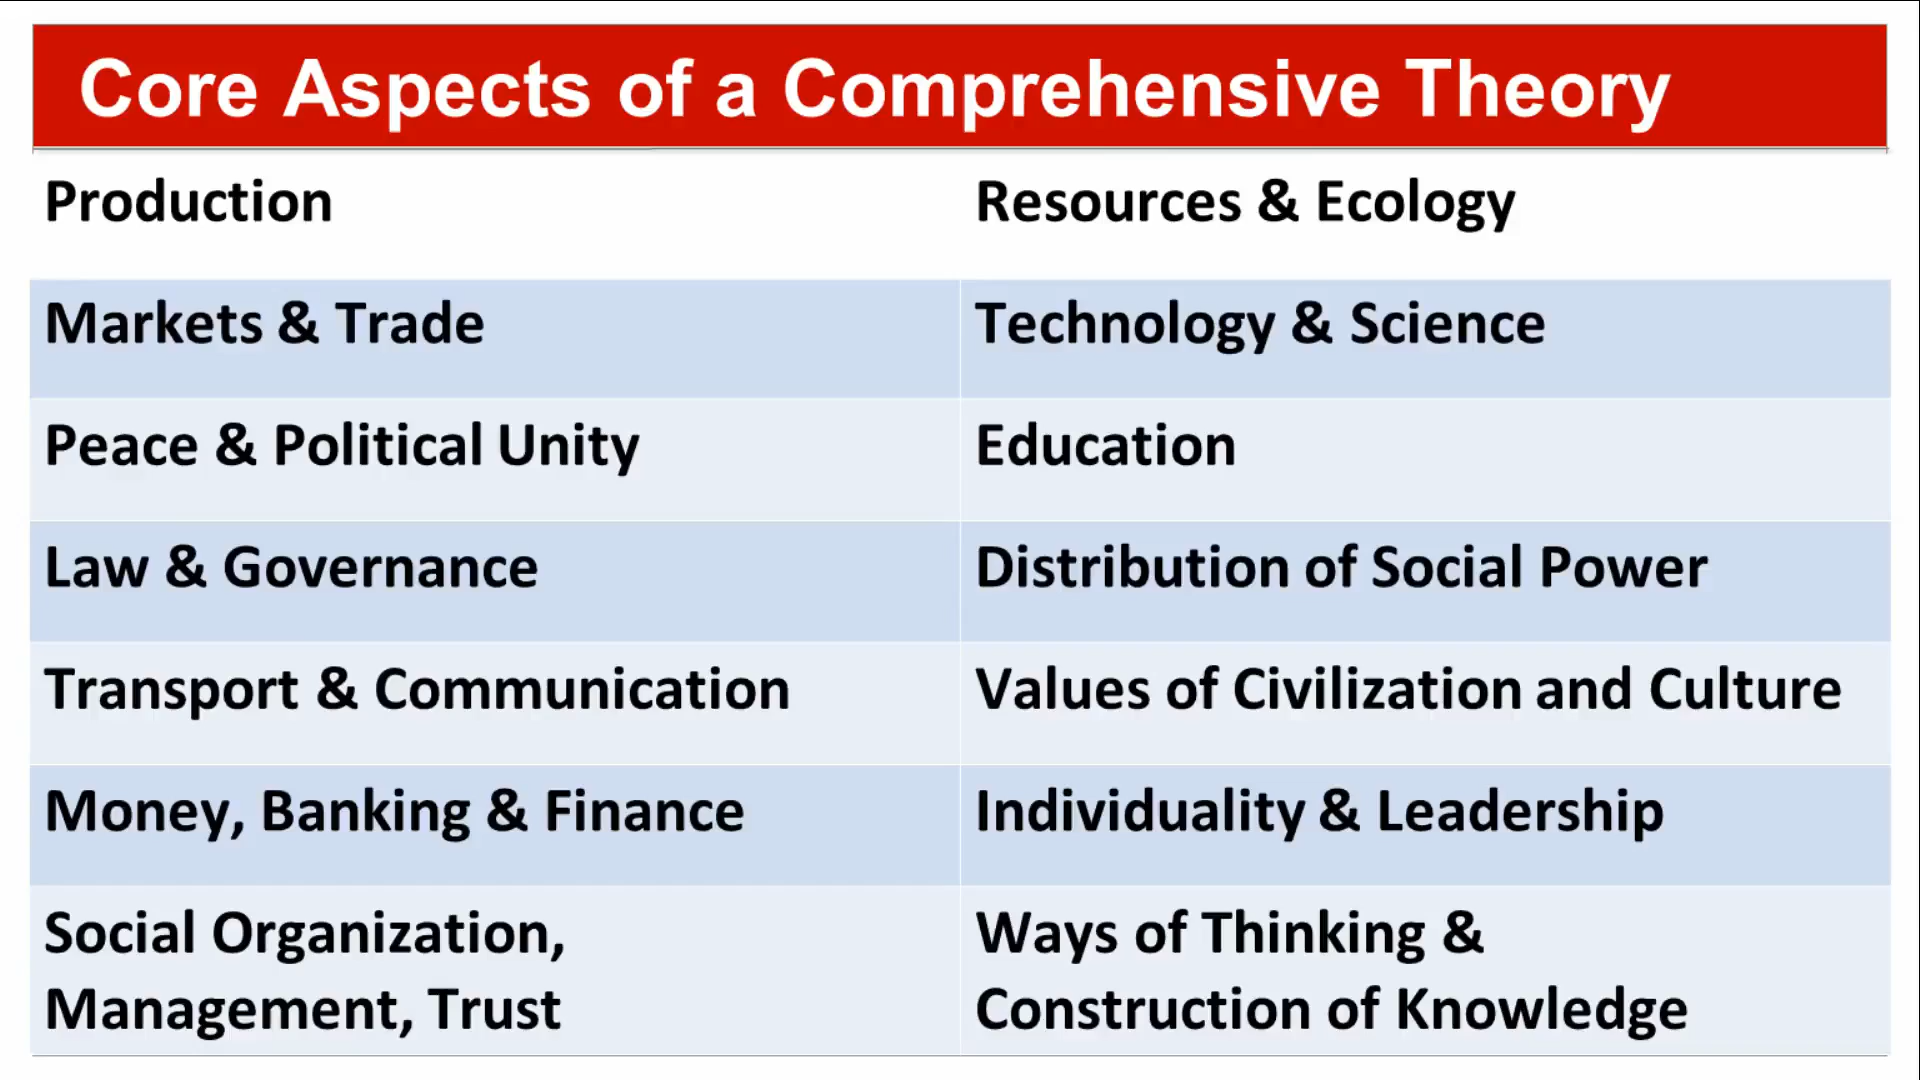 Core Aspects of a Comprehensive Theory
Production
Resources & Ecology
Markets & Trade
Technology & Science
Peace & Political Unity
Education
Law & Governance
Distribution of Social Power
Transport & Communication
Values of Civilization and Culture
Money, Banking & Finance
Individuality & Leadership
Social Organization,
Management, Trust
Ways of Thinking &
Construction of Knowledge